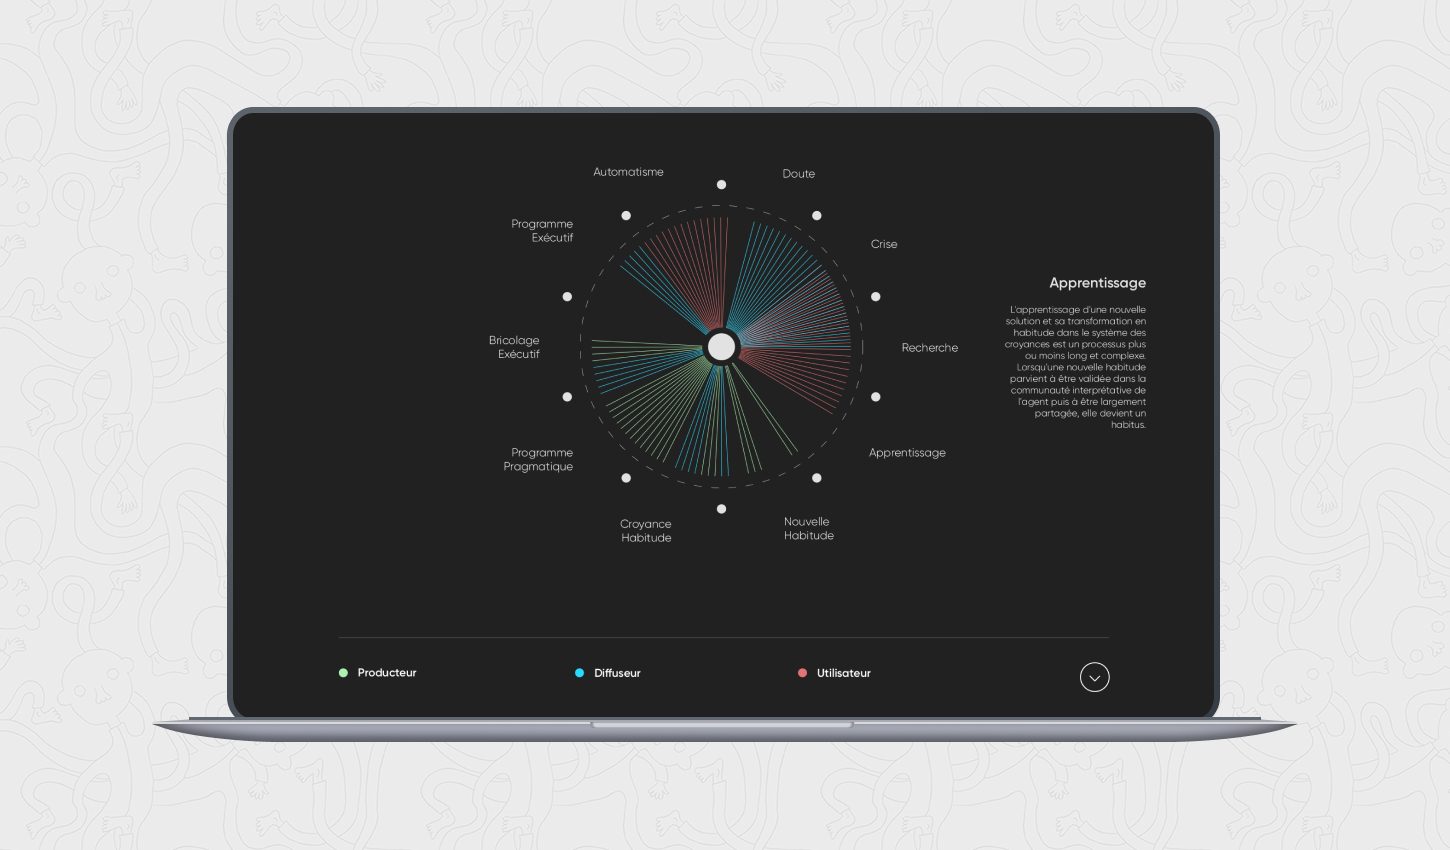 Automatisme
Doute
Programme
Exécutif
Crise
Apprentissage
L'apprentissage d'une nouvelle
solution et sa transformation en
habitude dans le système des
croyances est un processus plus
ou moins long et complexe.
Lorsqu'une nouvelle habitude
parvient à être validée dans la
communauté interprétative de
l'agent puis à être largement
partagée, elle devient un
habitus.
Bricolage
Exécutif
Recherche
Programme
Pragmatique
Apprentissage
Croyance
Habitude
Nouvelle
Habitude
Producteur
Diffuseur
Utilisateur